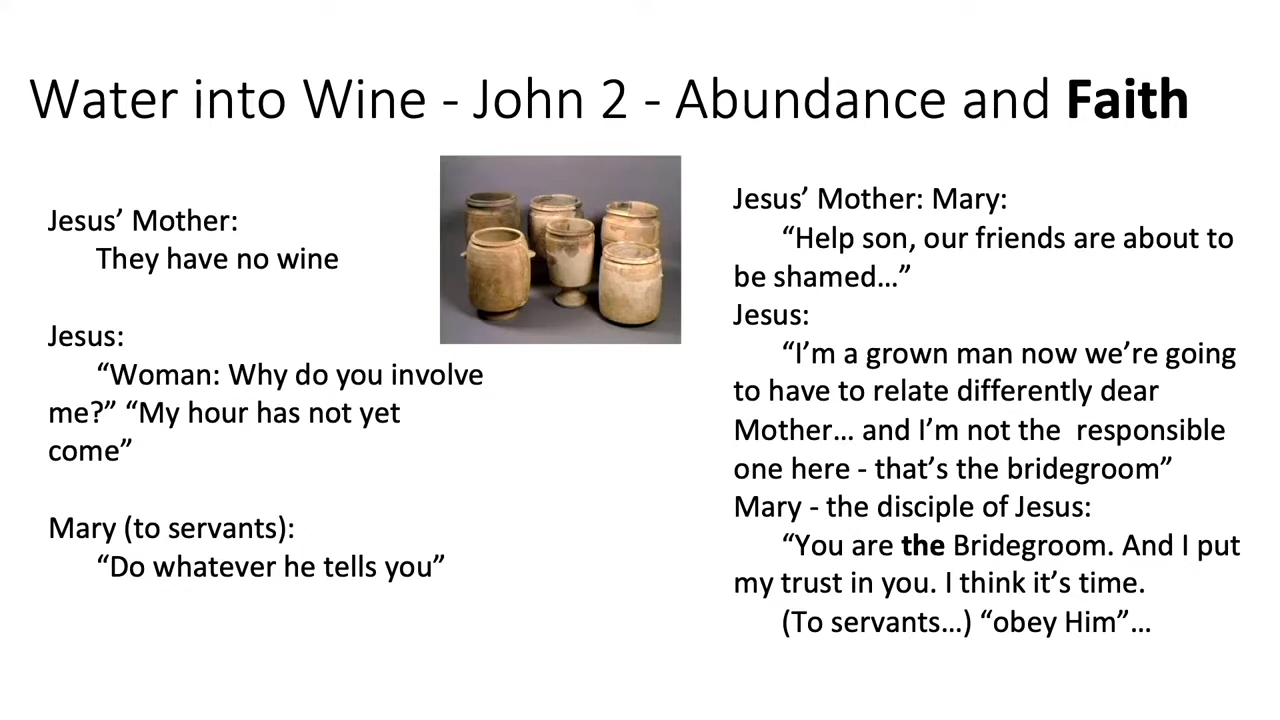 Water into Wine - John 2 - Abundance and Faith
Jesus’ Mother:
They have no wine
Jesus:
“Woman: Why do you involve
me?” “My hour has not yet
come”
Mary (to servants):
“Do whatever he tells you”
Jesus’ Mother: Mary:
“Help son, our friends are about to
be shamed…”
Jesus:
“I’m a grown man now we’re going
to have to relate differently dear
Mother… and I’m not the  responsible
one here - that’s the bridegroom”
Mary - the disciple of Jesus:
“You are the Bridegroom. And I put
my trust in you. I think it’s time.
(To servants…) “obey Him”…